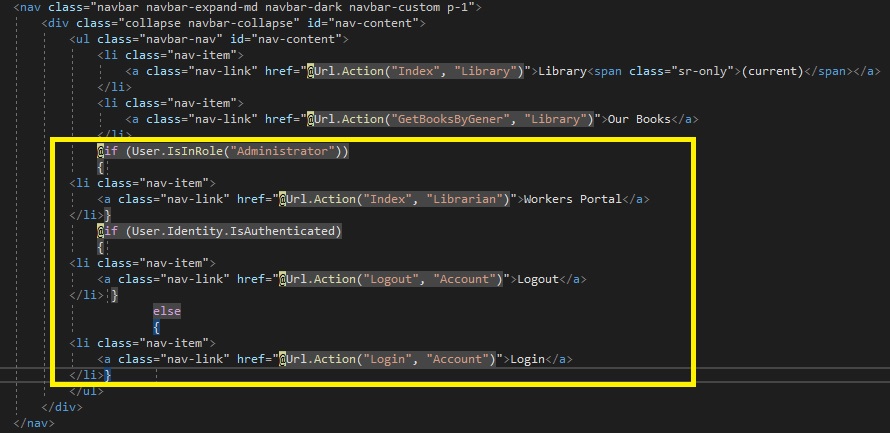 <nav class="navbar navbar-expand-md navbar-dark navbar-custom p-1">
<div class="collapse navbar-collapse" id="nav-content">
<ul class="navbar-nav" id="nav-content">
<li class="nav-item">
<a class="nav-link" href="@Url.Action("Index", "Library")">Library<span class="sr-only">(current)</span></a>
</li>
<li class="nav-item">
<a class="nav-link" href="@Url.Action("GetBooksByGener", "Library")">Our Books</a>
</li>
@if (User.IsInRole("Administrator"))
{
<li class="nav-item">
<a class="nav-link" href="@Url.Action("Index", "Librarian")">Workers Portal</a>
</li>}
@if (User.Identity.IsAuthenticated)
{
<li class="nav-item">
<a class="nav-link" href="@Url.Action("Logout", "Account")">Logout</a>
</li> }
else
{
<li class="nav-item">
<a class="nav-link" href="@Url.Action("Login", "Account")">Login</a>
</li>}
</ul>
</div>
</nav>